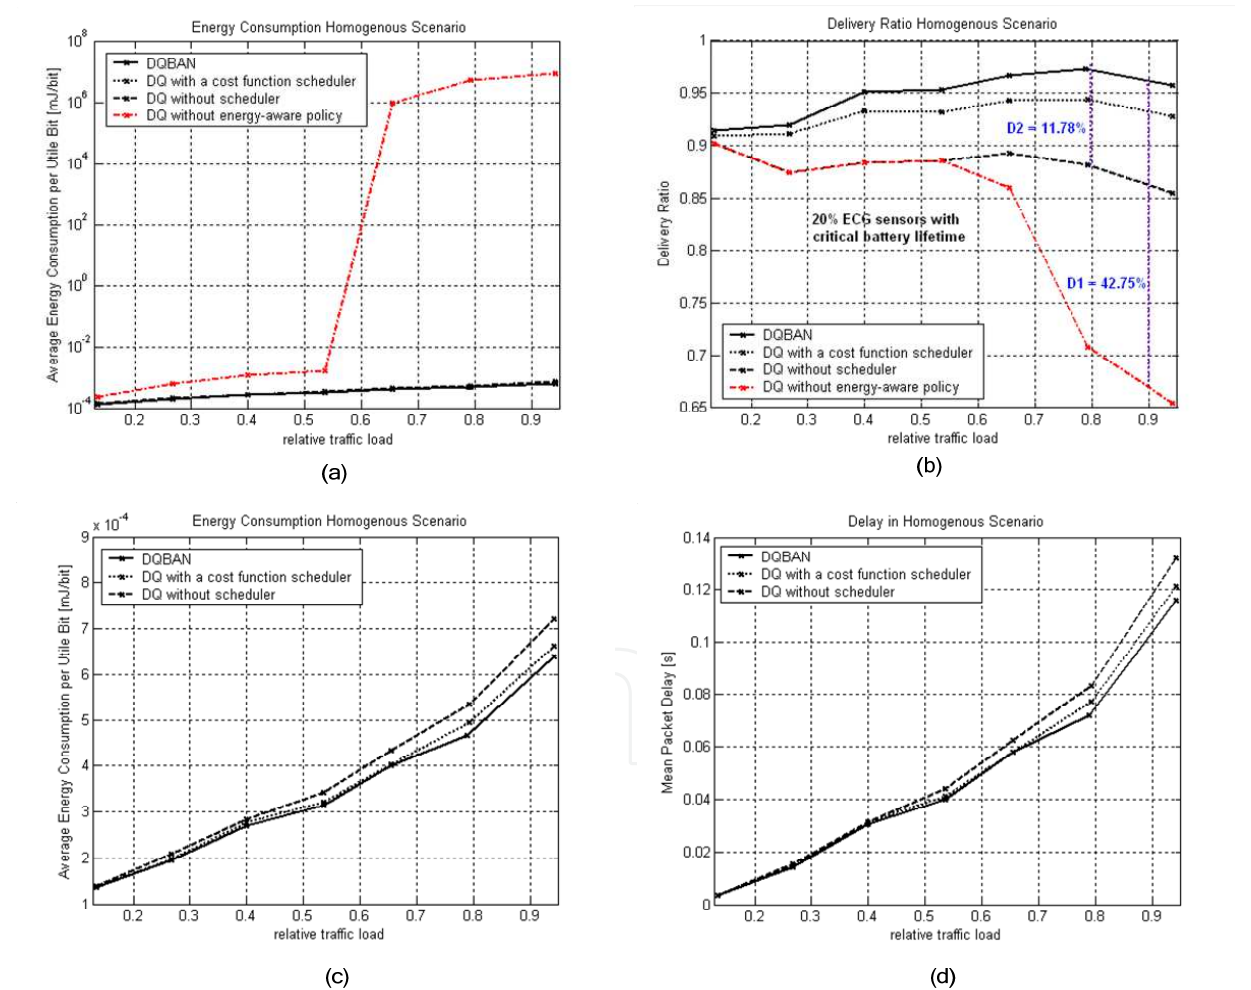 Energy Consumption Homogenous Scenario
Average Energy Consumption per Utile Bit [mJ/bit]
10^8
10^6
10^4
10^2
10^0
10^-2
10^-4
DQBAN
DQ with a cost function scheduler
DQ without scheduler
DQ without energy-aware policy
0.2 0.3 0.4 0.5 0.6 0.7 0.8 0.9
relative traffic load
(a)
Delivery Ratio Homogenous Scenario
Delivery Ratio
1
0.95
0.9
0.85
0.8
0.75
0.7
0.65
D2 = 11.78%
20% ECG sensors with
critical battery lifetime
D1 = 42.75%
DQBAN
DQ with a cost function scheduler
DQ without scheduler
DQ without energy-aware policy
0.2 0.3 0.4 0.5 0.6 0.7 0.8 0.9
relative traffic load
(b)
Energy Consumption Homogenous Scenario
x 10^-4
Average Energy Consumption per Utile Bit [mJ/bit]
9
8
7
6
5
4
3
2
1
DQBAN
DQ with a cost function scheduler
DQ without scheduler
0.2 0.3 0.4 0.5 0.6 0.7 0.8 0.9
relative traffic load
(c)
Delay in Homogenous Scenario
Mean Packet Delay [s]
0.14
0.12
0.1
0.08
0.06
0.04
0.02
0
DQBAN
DQ with a cost function scheduler
DQ without scheduler
0.2 0.3 0.4 0.5 0.6 0.7 0.8 0.9
relative traffic load
(d)